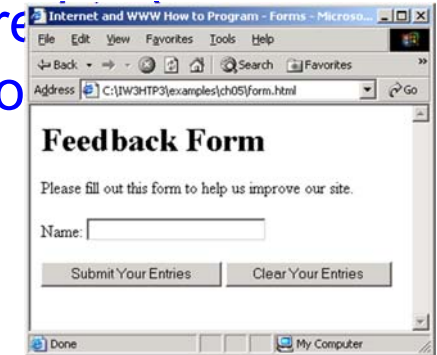 Internet and WWW How to Program - Forms - Microso...
File Edit View Favorites Tools Help
Back Search Favorites »
Address C:\IW3HTP3\examples\ch05\form.html Go
Feedback Form
Please fill out this form to help us improve our site.
Name:
Submit Your Entries Clear Your Entries
Done My Computer